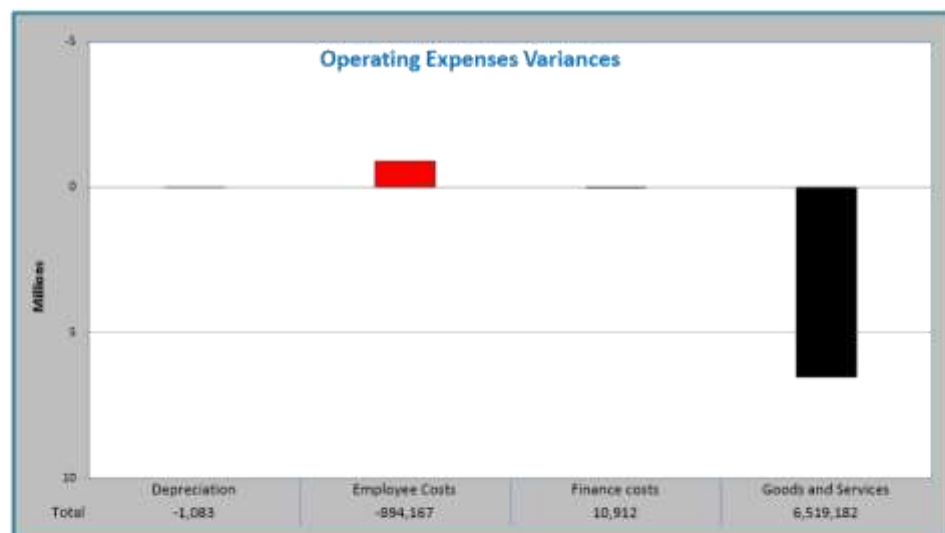 Operating Expenses Variances
-5
0
5
10
Millions
Depreciation Employee Costs Finance costs Goods and Services
Total -1,083 -894,167 10,912 6,519,182